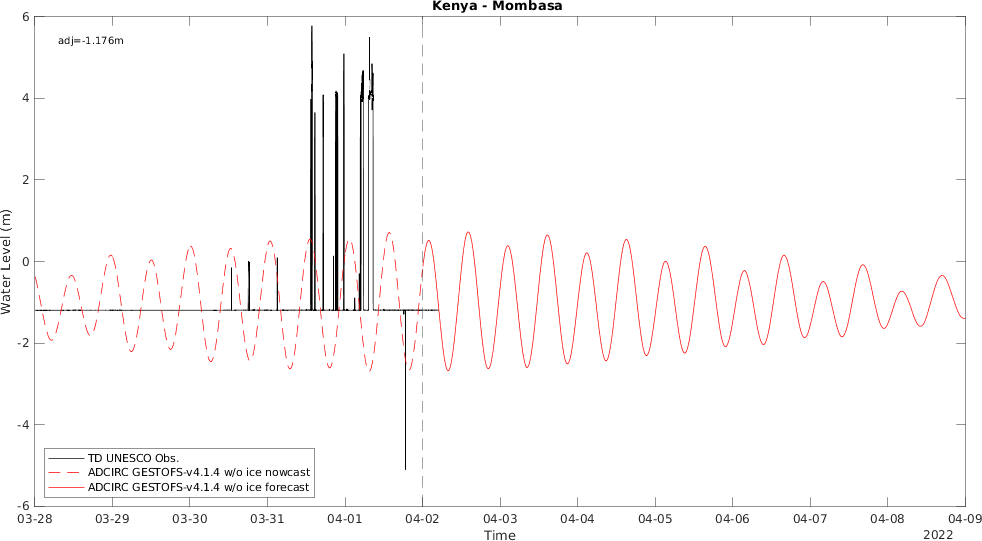 Kenya - Mombasa
adj=-1.176m
Water Level (m)
6
4
2
0
-2
-4
-6
TD UNESCO Obs.
ADCIRC GESTOFS-v4.1.4 w/o ice nowcast
ADCIRC GESTOFS-v4.1.4 w/o ice forecast
03-28 03-29 03-30 03-31 04-01 04-02 04-03 04-04 04-05 04-06 04-07 04-08 04-09
Time
2022